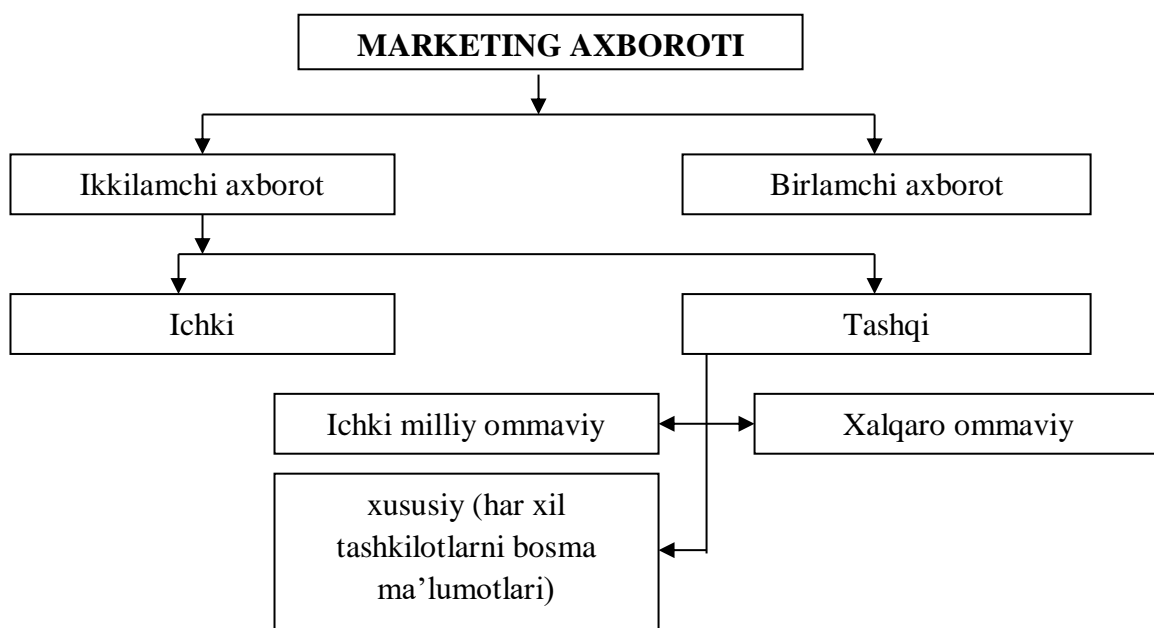 MARKETING AXBOROTI
Ikkilamchi axborot
Birlamchi axborot
Ichki
Tashqi
Ichki milliy ommaviy
Xalqaro ommaviy
xususiy (har xil
tashkilotlarni bosma
ma’lumotlari)